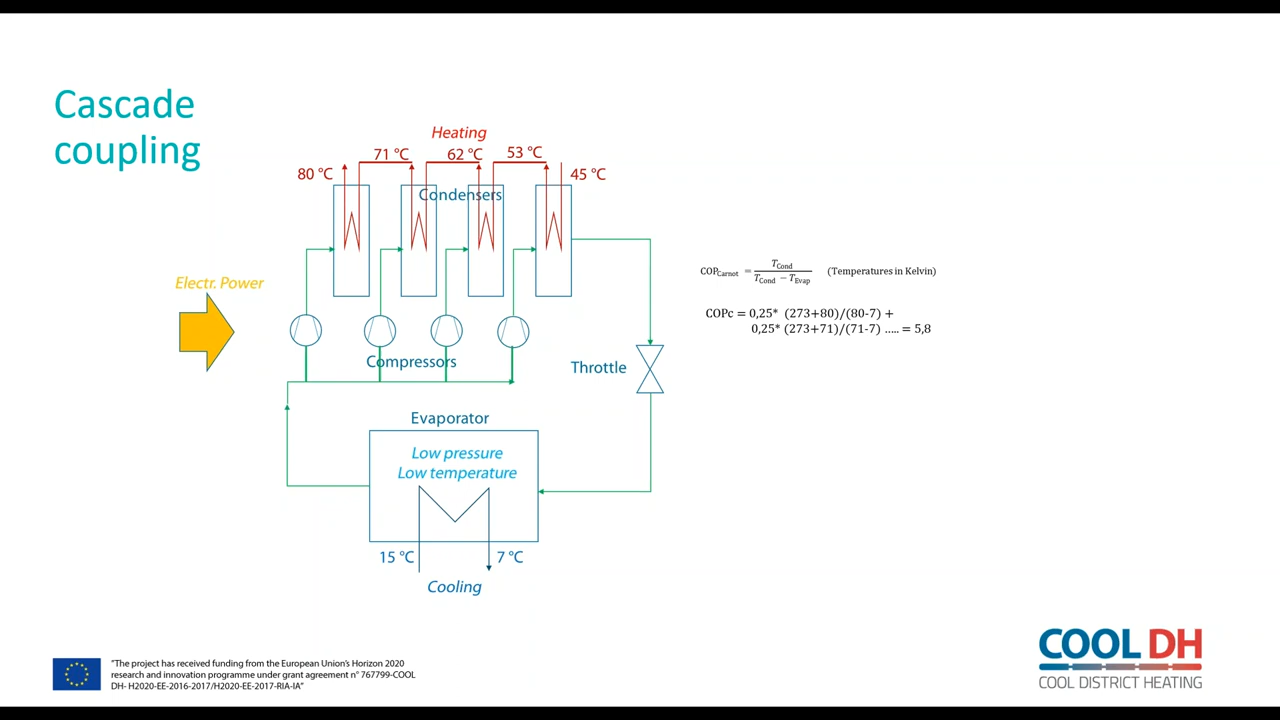 Cascade
coupling
Heating
71 °C
62 °C
53 °C
80 °C
45 °C
Condensers
Electr. Power
Compressors
Throttle
Evaporator
Low pressure
Low temperature
15 °C
7 °C
Cooling
COP_Carnot = T_Cond / (T_Cond − T_Evap) (Temperatures in Kelvin)
COPc = 0,25* (273+80)/(80-7) +
0,25* (273+71)/(71-7) ..... = 5,8
"The project has received funding from the European Union's Horizon 2020
research and innovation programme under grant agreement n° 767799-COOL
DH- H2020-EE-2016-2017/H2020-EE-2017-RIA-IA"
COOL DH
COOL DISTRICT HEATING